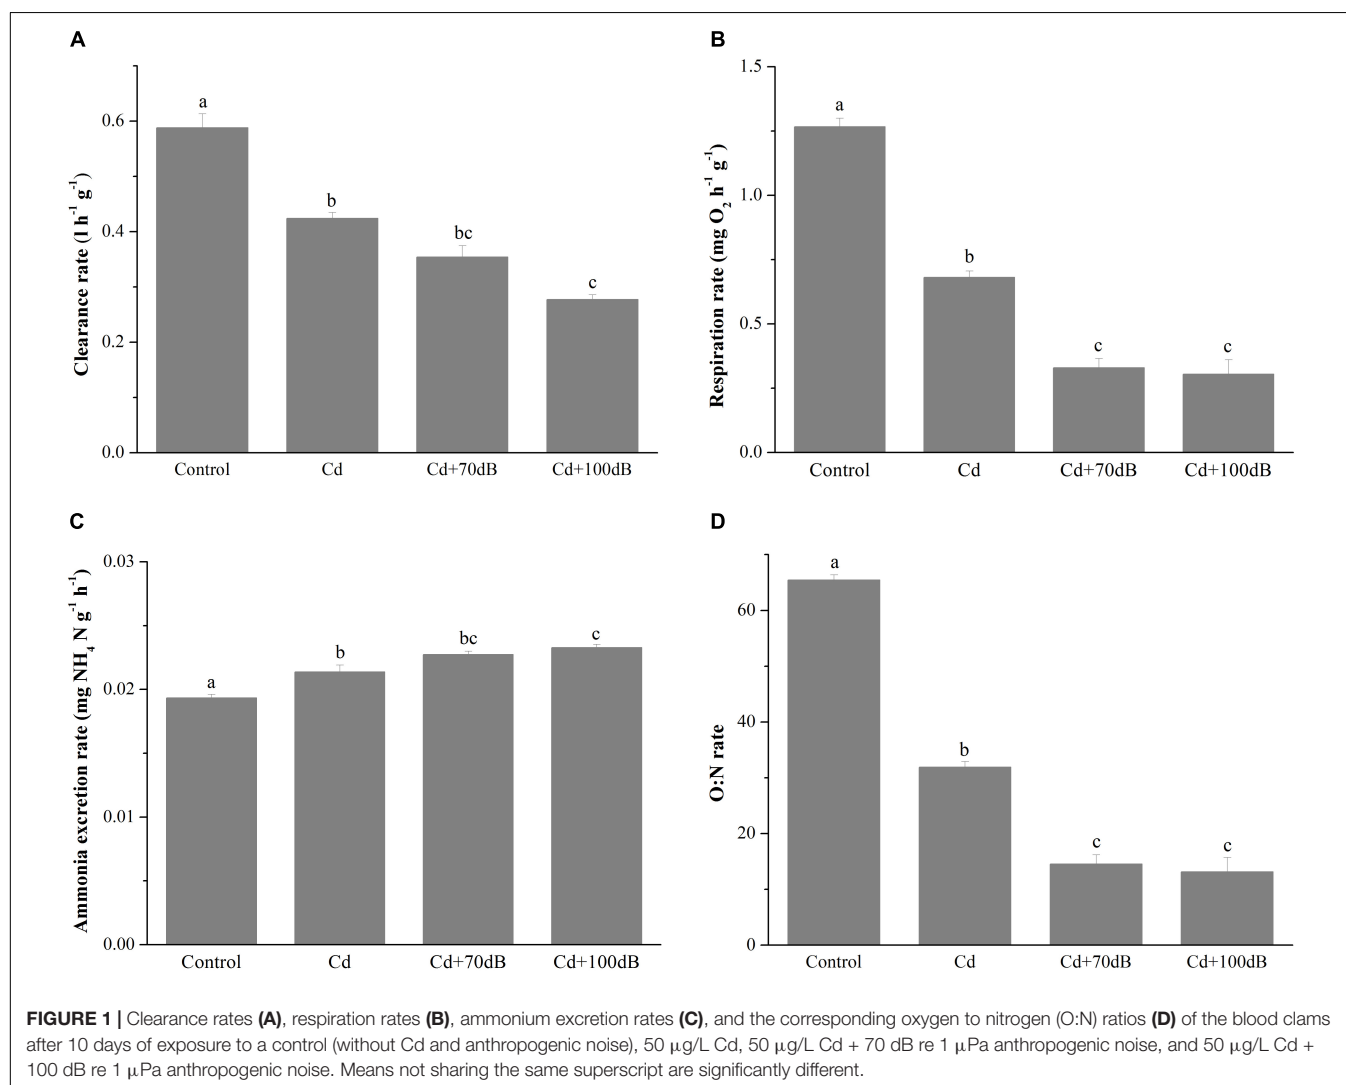 A
Clearance rate (l h⁻¹ g⁻¹)
0.6
0.4
0.2
0.0
a
b
bc
c
Control Cd Cd+70dB Cd+100dB
B
Respiration rate (mg O₂ h⁻¹ g⁻¹)
1.5
1.0
0.5
0.0
a
b
c
c
Control Cd Cd+70dB Cd+100dB
C
Ammonia excretion rate (mg NH₄ N g⁻¹ h⁻¹)
0.03
0.02
0.01
0.00
a
b
bc
c
Control Cd Cd+70dB Cd+100dB
D
O:N rate
60
40
20
0
a
b
c
c
Control Cd Cd+70dB Cd+100dB
FIGURE 1 | Clearance rates (A), respiration rates (B), ammonium excretion rates (C), and the corresponding oxygen to nitrogen (O:N) ratios (D) of the blood clams
after 10 days of exposure to a control (without Cd and anthropogenic noise), 50 μg/L Cd, 50 μg/L Cd + 70 dB re 1 μPa anthropogenic noise, and 50 μg/L Cd +
100 dB re 1 μPa anthropogenic noise. Means not sharing the same superscript are significantly different.